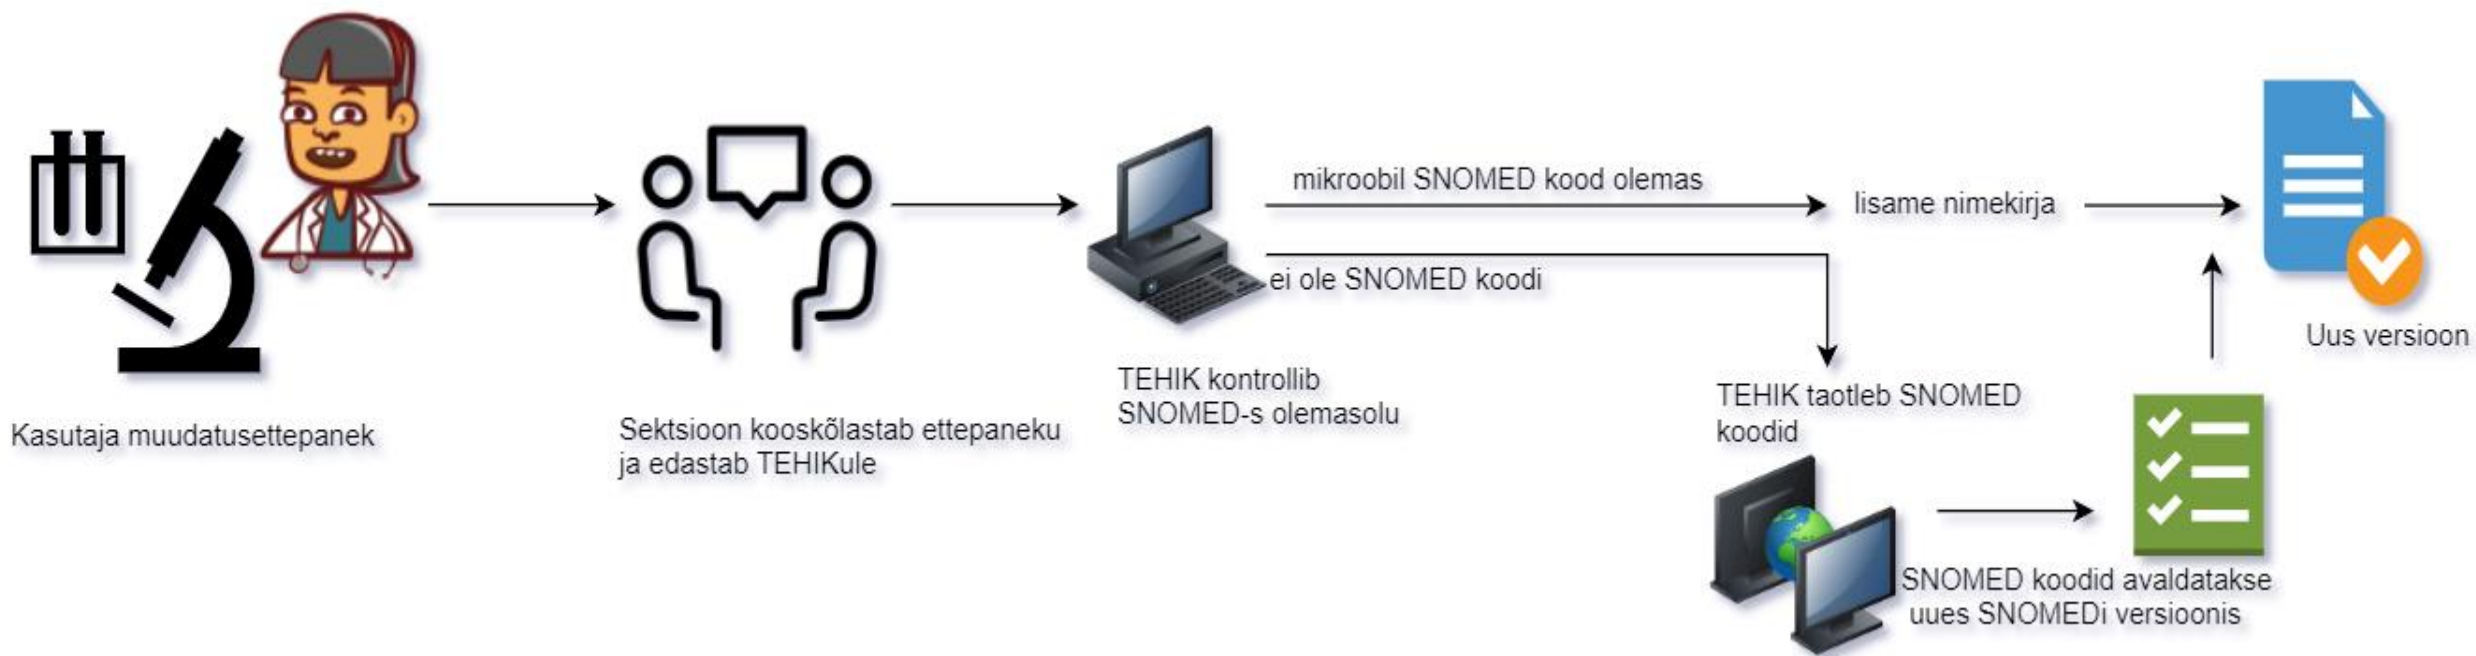 Kasutaja muudatusettepanek
Sektsioon kooskõlastab ettepaneku
ja edastab TEHIKule
TEHIK kontrollib
SNOMED-s olemasolu
mikroobil SNOMED kood olemas
ei ole SNOMED koodi
lisame nimekirja
TEHIK taotleb SNOMED
koodid
SNOMED koodid avaldatakse
uues SNOMEDi versioonis
Uus versioon